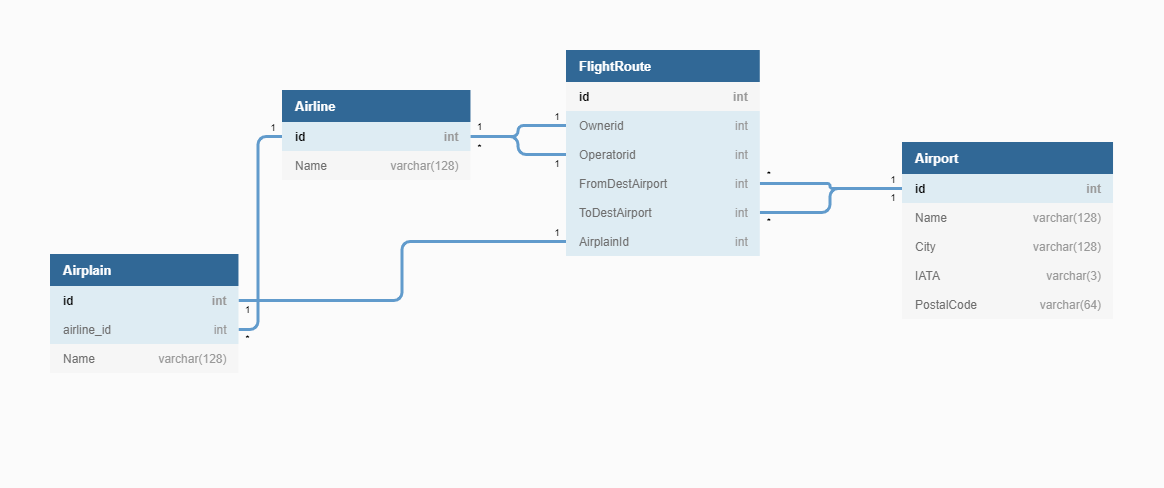 FlightRoute
id int
Ownerid int
Operatorid int
FromDestAirport int
ToDestAirport int
AirplainId int
Airline
id int
Name varchar(128)
Airport
id int
Name varchar(128)
City varchar(128)
IATA varchar(3)
PostalCode varchar(64)
Airplain
id int
airline_id int
Name varchar(128)
1
1
*
1
1
1
*
*
1
1
1
*